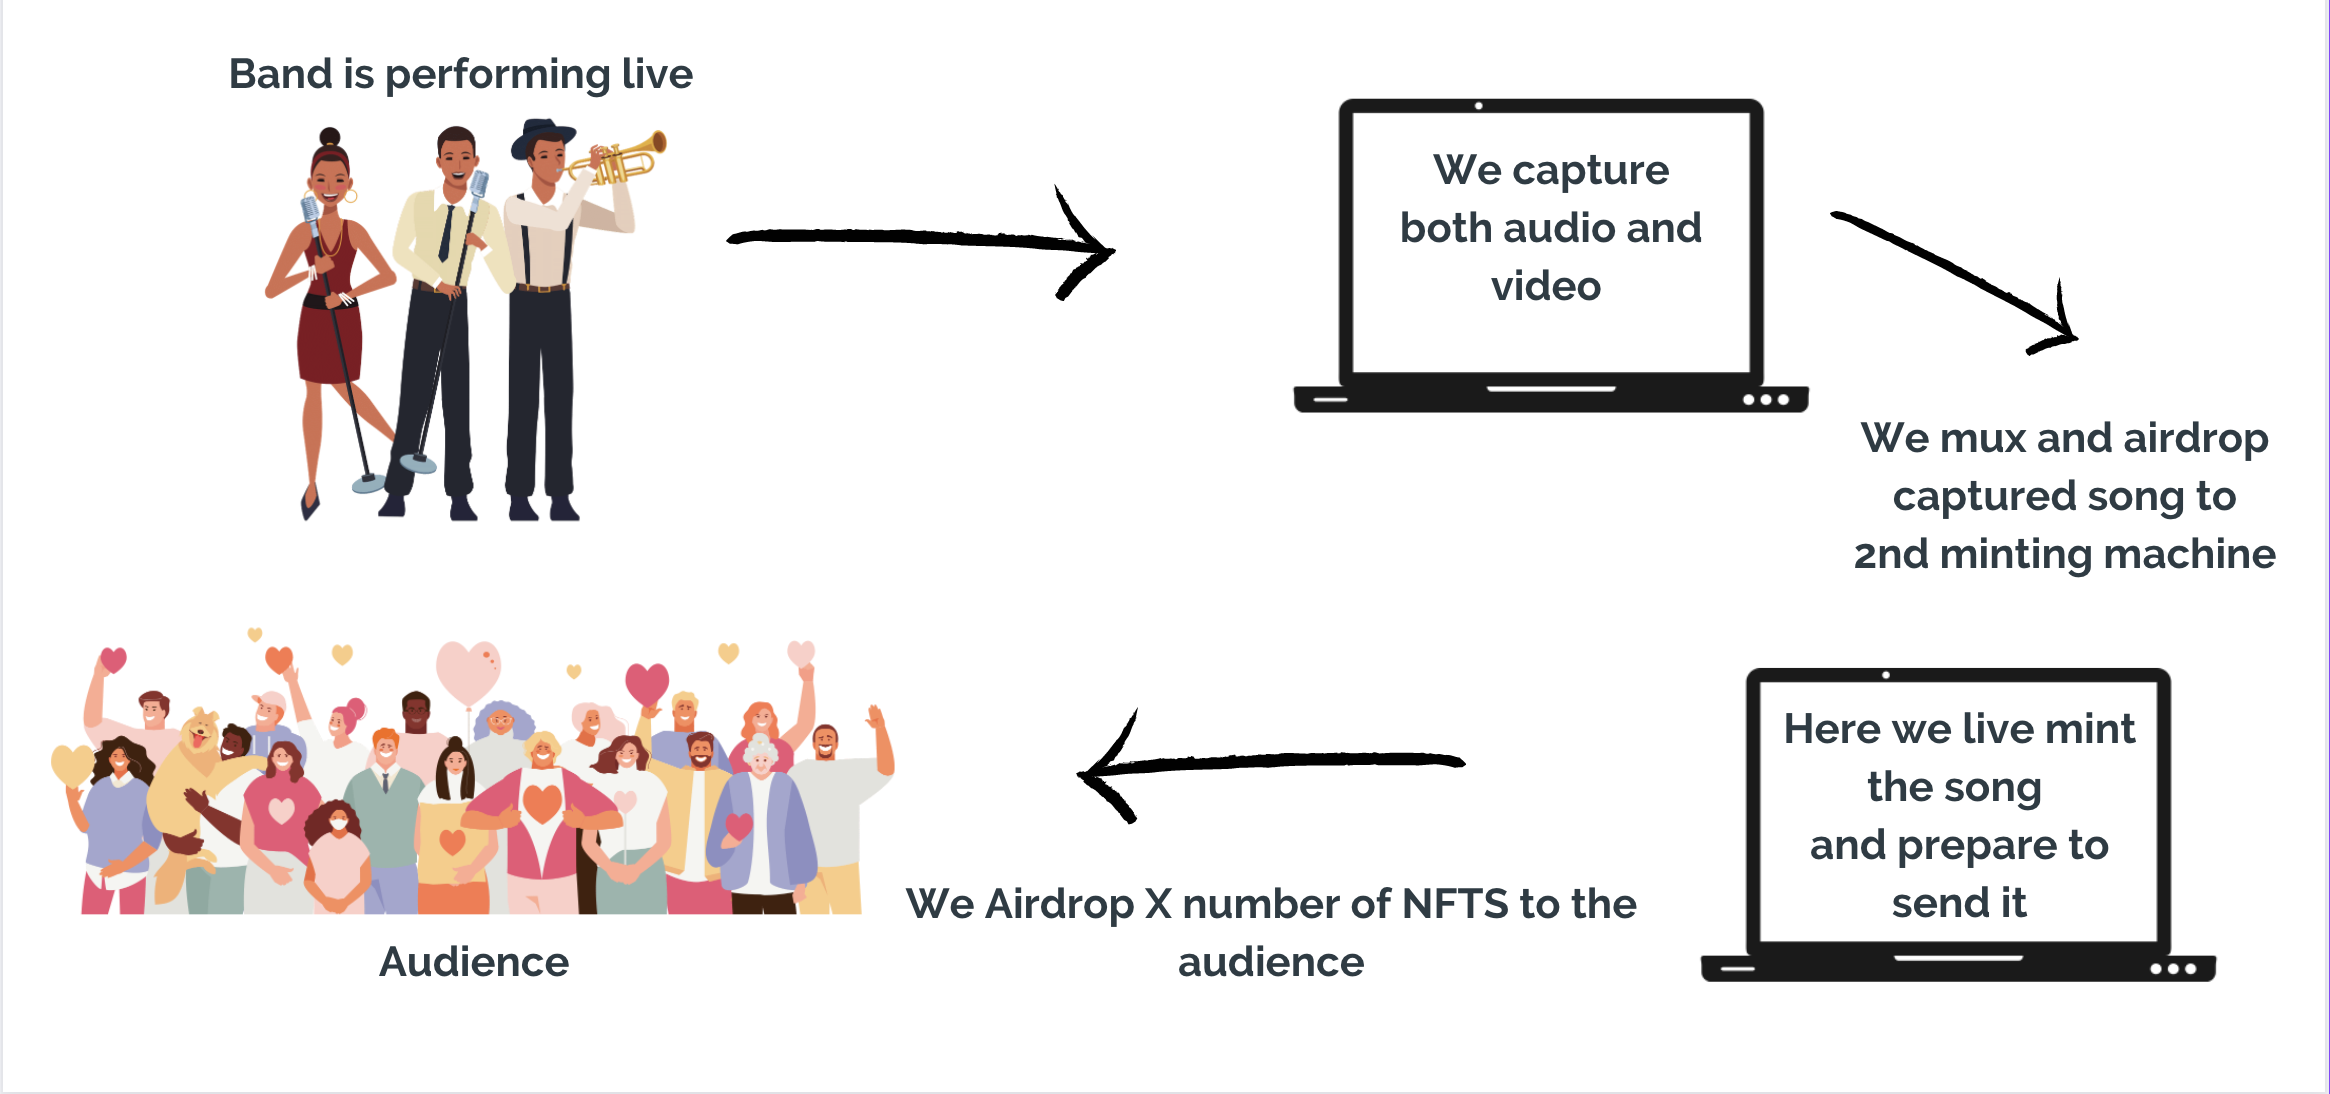 Band is performing live
We capture
both audio and
video
We mux and airdrop
captured song to
2nd minting machine
Here we live mint
the song
and prepare to
send it
We Airdrop X number of NFTS to the
audience
Audience